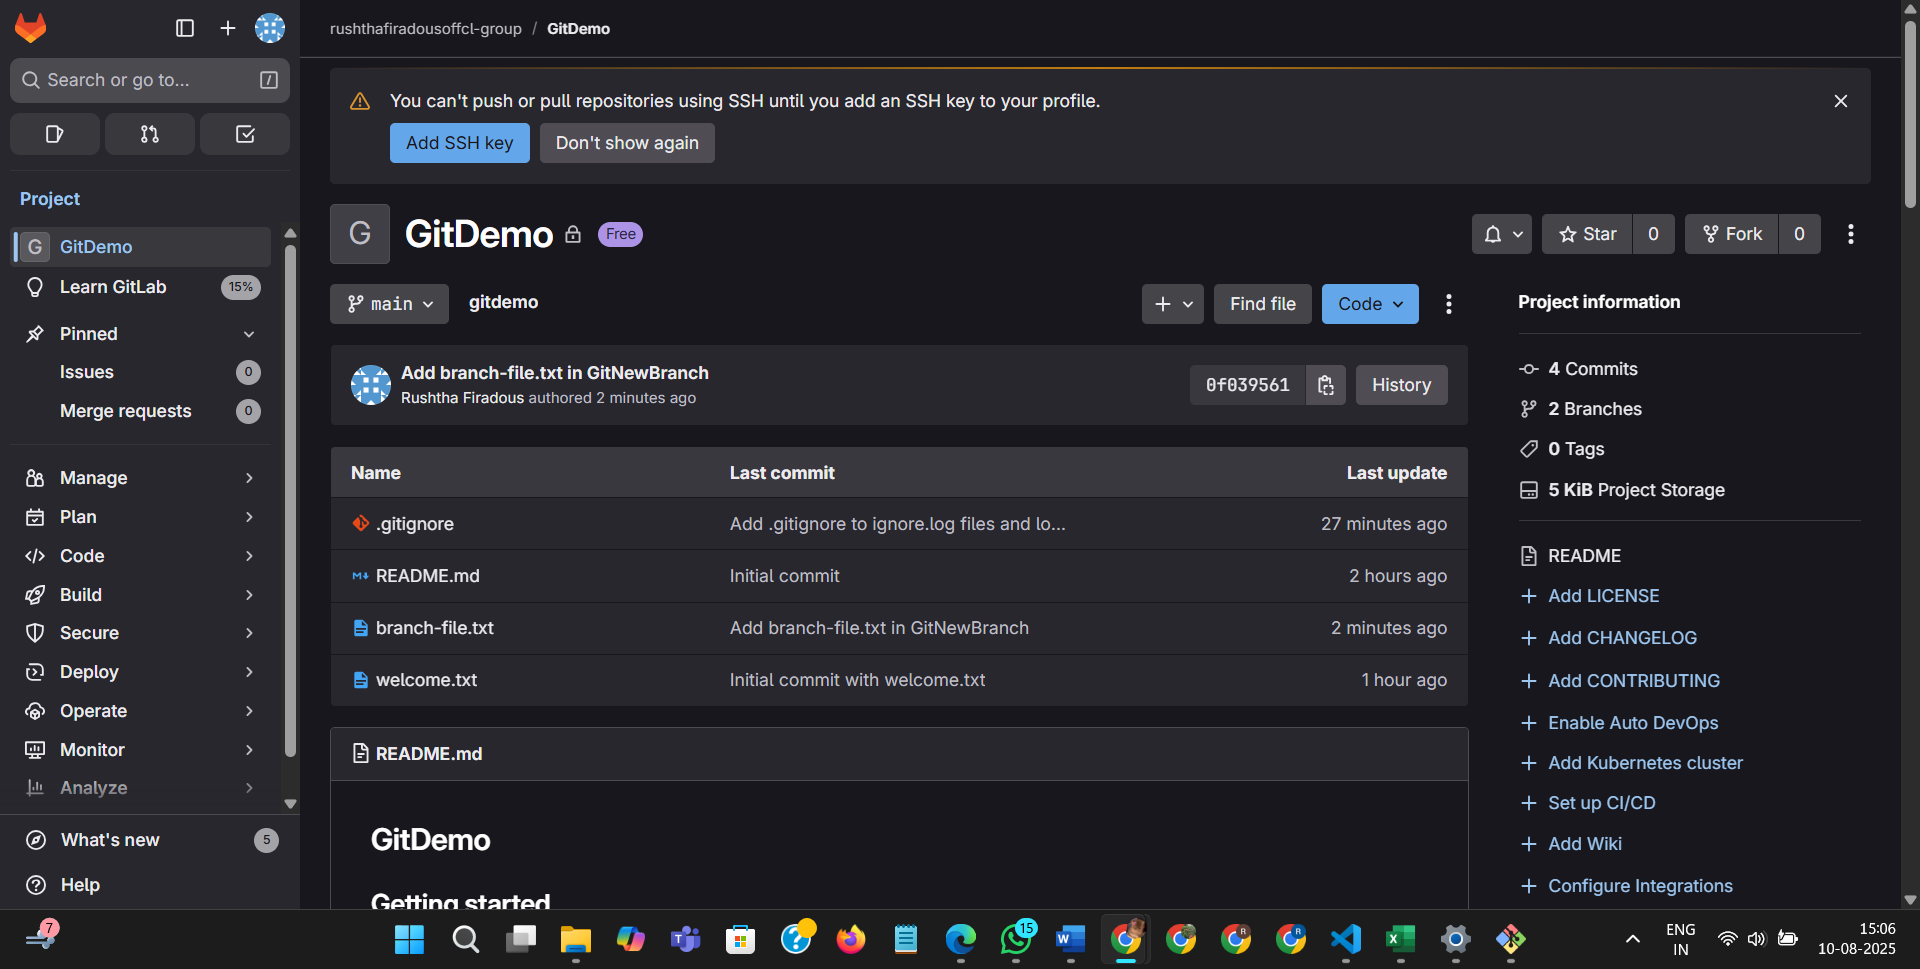 rushthafiradousoffcl-group / GitDemo
Search or go to... /
You can't push or pull repositories using SSH until you add an SSH key to your profile.
Add SSH key Don't show again
Project
G GitDemo
Learn GitLab 15%
Pinned
Issues 0
Merge requests 0
Manage
Plan
Code
Build
Secure
Deploy
Operate
Monitor
Analyze
What's new 5
Help
G GitDemo Free
Star 0 Fork 0
main gitdemo
Find file Code
Add branch-file.txt in GitNewBranch
Rushtha Firadous authored 2 minutes ago
0f039561 History
Name Last commit Last update
.gitignore Add .gitignore to ignore.log files and lo... 27 minutes ago
README.md Initial commit 2 hours ago
branch-file.txt Add branch-file.txt in GitNewBranch 2 minutes ago
welcome.txt Initial commit with welcome.txt 1 hour ago
README.md
GitDemo
Getting started
Project information
4 Commits
2 Branches
0 Tags
5 KiB Project Storage
README
Add LICENSE
Add CHANGELOG
Add CONTRIBUTING
Enable Auto DevOps
Add Kubernetes cluster
Set up CI/CD
Add Wiki
Configure Integrations
7
15
ENG
IN
15:06
10-08-2025